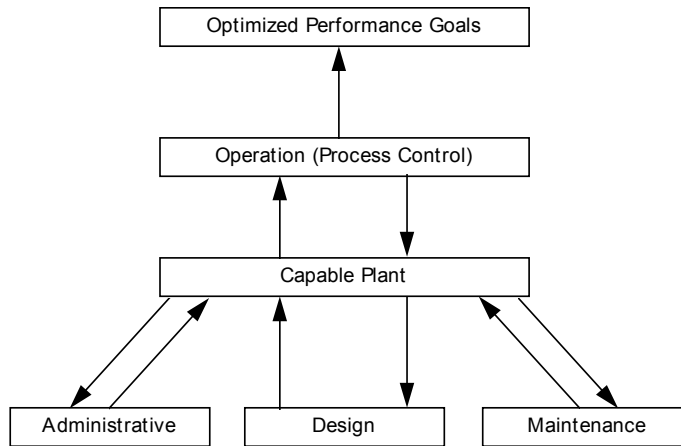 Optimized Performance Goals
Operation (Process Control)
Capable Plant
Administrative
Design
Maintenance